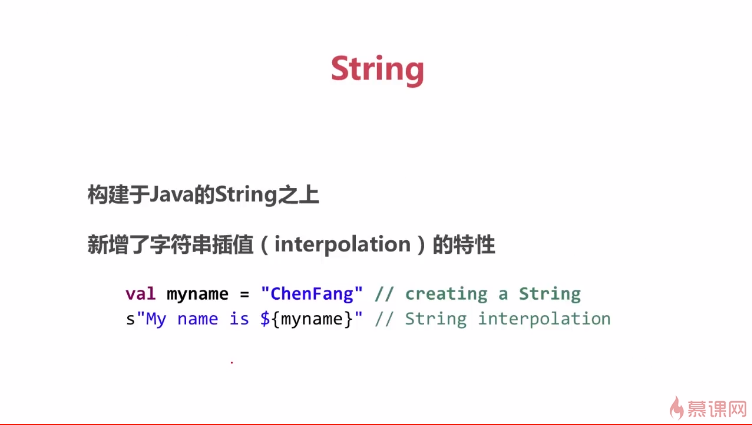 String
构建于Java的String之上
新增了字符串插值（interpolation）的特性
val myname = "ChenFang" // creating a String
s"My name is ${myname}" // String interpolation
慕课网